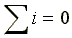 ∑ i = 0